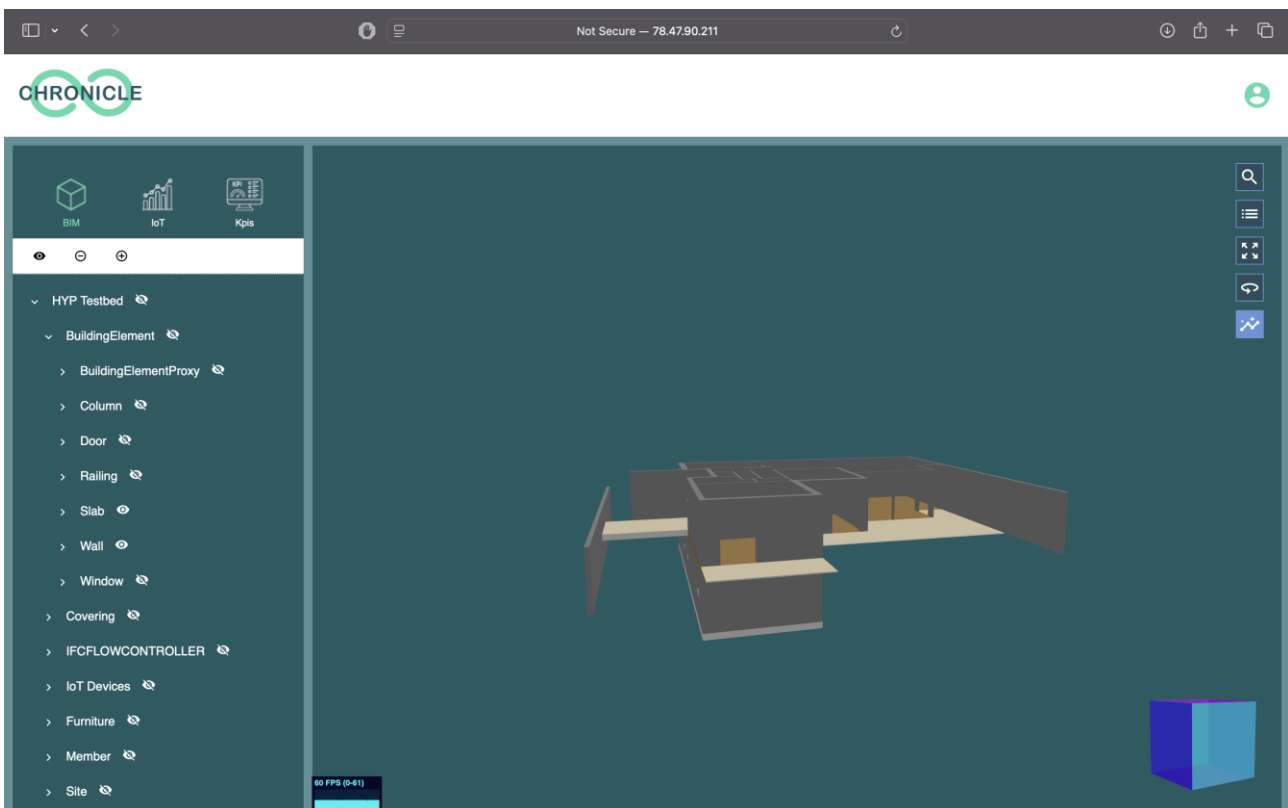 Not Secure — 78.47.90.211
CHRONICLE
BIM
IoT
KPI
Kpis
HYP Testbed
BuildingElement
BuildingElementProxy
Column
Door
Railing
Slab
Wall
Window
Covering
IFCFLOWCONTROLLER
IoT Devices
Furniture
Member
Site
60 FPS (0-61)